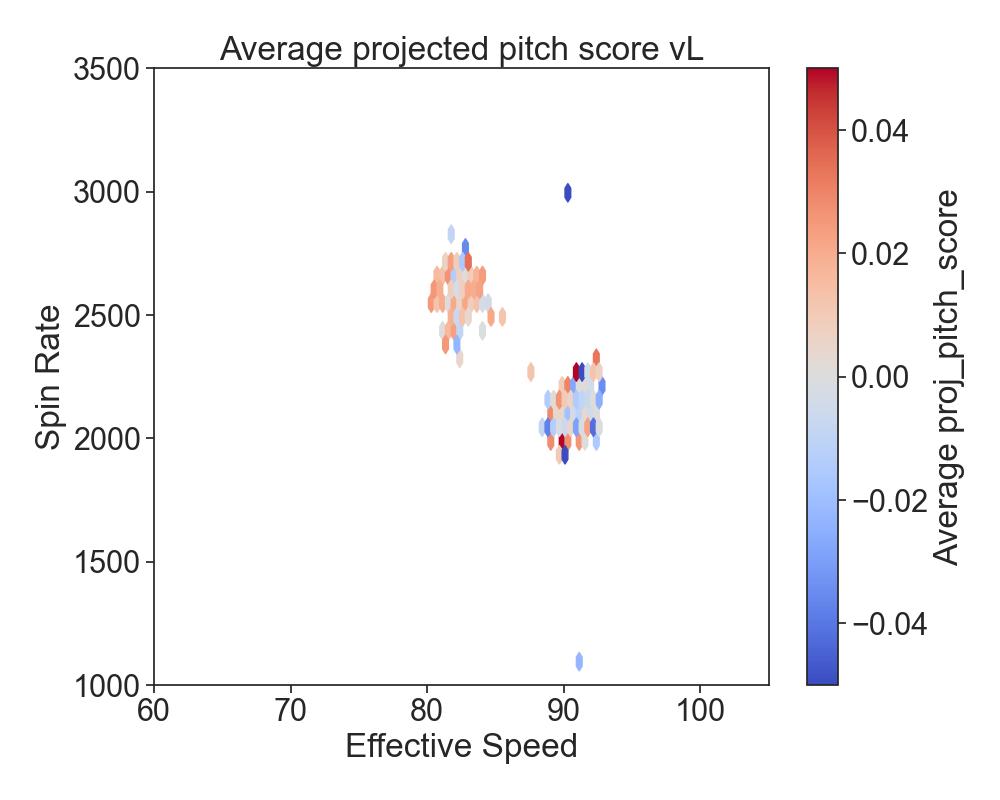 Average projected pitch score vL
3500
3000
2500
2000
1500
1000
Spin Rate
60 70 80 90 100
Effective Speed
0.04
0.02
0.00
−0.02
−0.04
Average proj_pitch_score